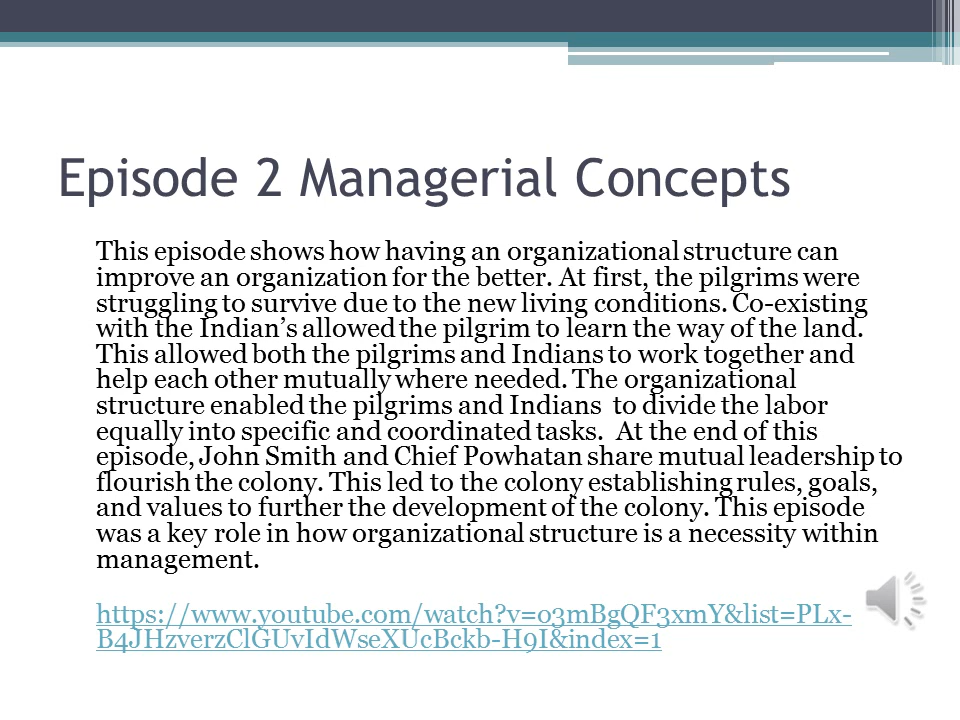 Episode 2 Managerial Concepts
This episode shows how having an organizational structure can
improve an organization for the better. At first, the pilgrims were
struggling to survive due to the new living conditions. Co-existing
with the Indian’s allowed the pilgrim to learn the way of the land.
This allowed both the pilgrims and Indians to work together and
help each other mutually where needed. The organizational
structure enabled the pilgrims and Indians  to divide the labor
equally into specific and coordinated tasks.  At the end of this
episode, John Smith and Chief Powhatan share mutual leadership to
flourish the colony. This led to the colony establishing rules, goals,
and values to further the development of the colony. This episode
was a key role in how organizational structure is a necessity within
management.
https://www.youtube.com/watch?v=o3mBgQF3xmY&list=PLx-
B4JHzverzClGUvIdWseXUcBckb-H9I&index=1